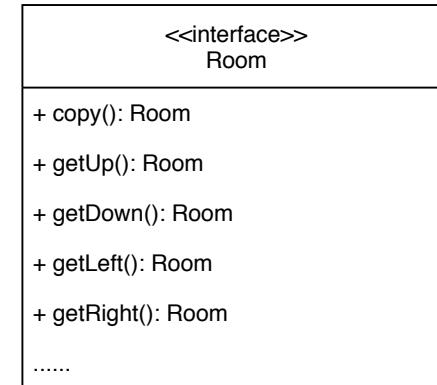 <<interface>>
Room
+ copy(): Room
+ getUp(): Room
+ getDown(): Room
+ getLeft(): Room
+ getRight(): Room
......